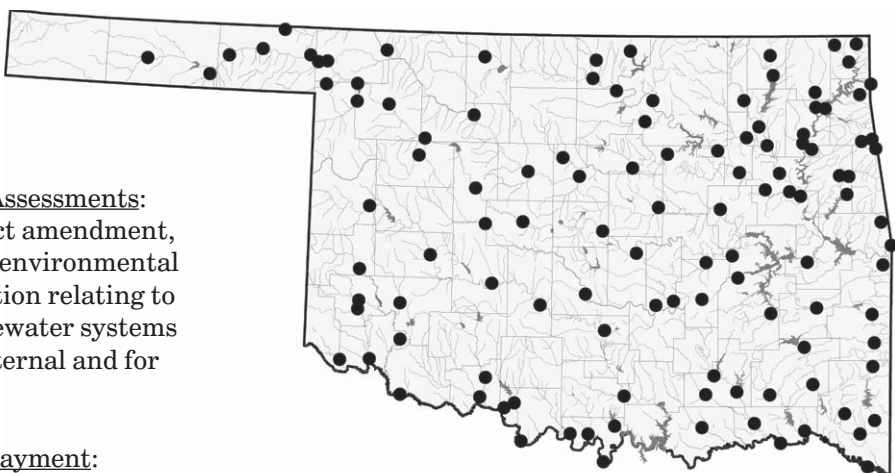 Assessments:
ct amendment,
environmental
tion relating to
ewater systems
ternal and for
ayment: